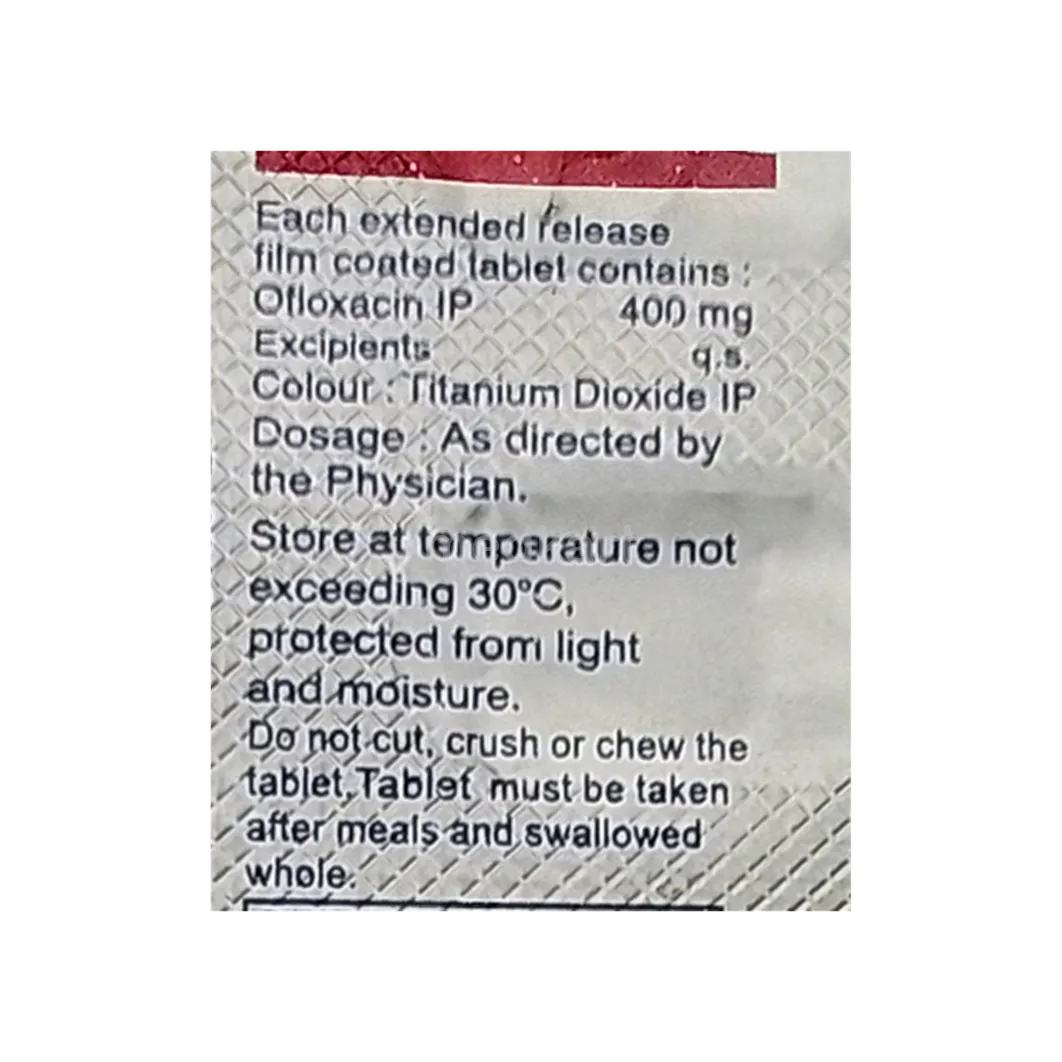 Each extended release
film coated tablet contains :
Ofloxacin IP 400 mg
Excipients q.s.
Colour : Titanium Dioxide IP
Dosage : As directed by
the Physician.
Store at temperature not
exceeding 30°C,
protected from light
and moisture.
Do not cut, crush or chew the
tablet. Tablet must be taken
after meals and swallowed
whole.